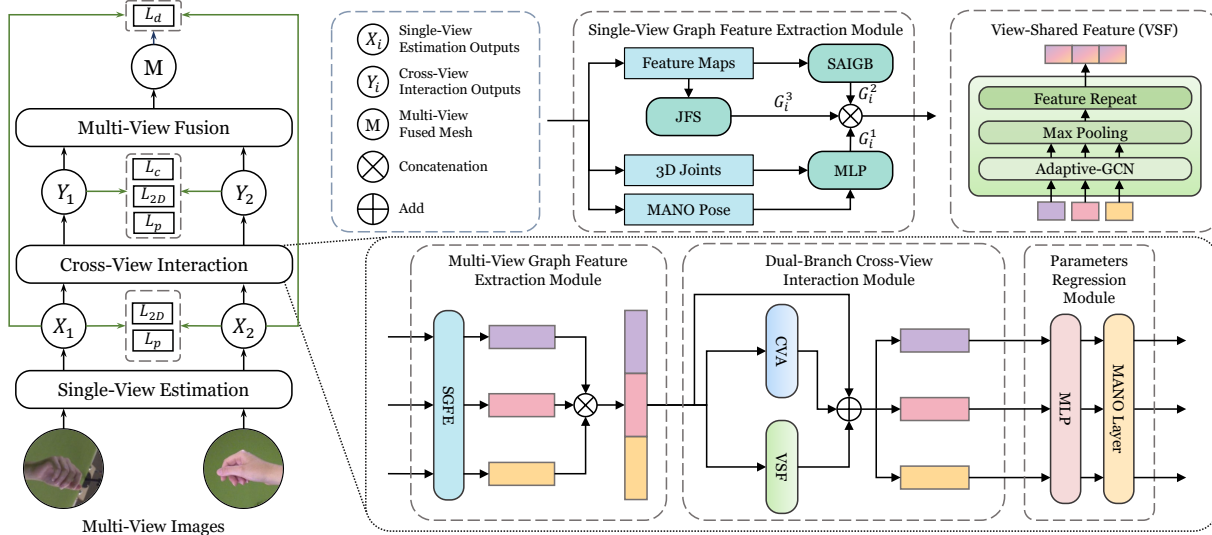 L_d
M
Multi-View Fusion
Y_1
L_c
L_2D
L_p
Y_2
Cross-View Interaction
X_1
L_2D
L_p
X_2
Single-View Estimation
Multi-View Images
X_i
Single-View
Estimation Outputs
Y_i
Cross-View
Interaction Outputs
M
Multi-View
Fused Mesh
Concatenation
Add
Single-View Graph Feature Extraction Module
Feature Maps
SAIGB
JFS
G_i^3
G_i^2
G_i^1
3D Joints
MLP
MANO Pose
View-Shared Feature (VSF)
Feature Repeat
Max Pooling
Adaptive-GCN
Multi-View Graph Feature
Extraction Module
SGFE
Dual-Branch Cross-View
Interaction Module
CVA
VSF
Parameters
Regression
Module
MLP
MANO Layer